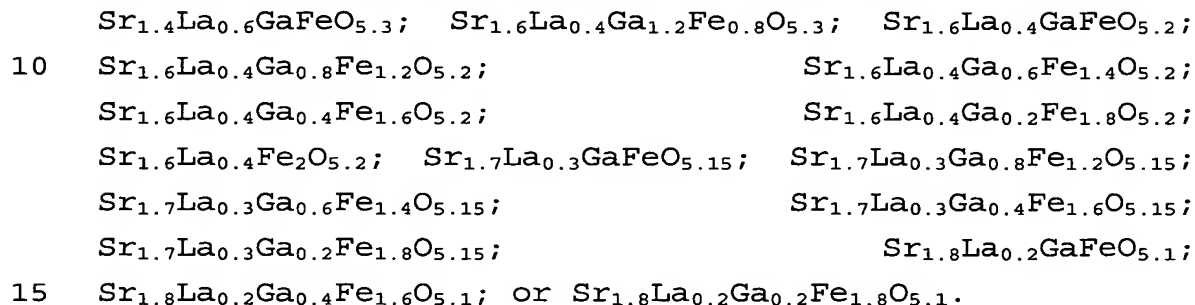 Sr1.4La0.6GaFeO5.3; Sr1.6La0.4Ga1.2Fe0.8O5.3; Sr1.6La0.4GaFeO5.2;
10 Sr1.6La0.4Ga0.8Fe1.2O5.2; Sr1.6La0.4Ga0.6Fe1.4O5.2;
Sr1.6La0.4Ga0.4Fe1.6O5.2; Sr1.6La0.4Ga0.2Fe1.8O5.2;
Sr1.6La0.4Fe2O5.2; Sr1.7La0.3GaFeO5.15; Sr1.7La0.3Ga0.8Fe1.2O5.15;
Sr1.7La0.3Ga0.6Fe1.4O5.15; Sr1.7La0.3Ga0.4Fe1.6O5.15;
Sr1.7La0.3Ga0.2Fe1.8O5.15; Sr1.8La0.2GaFeO5.1;
15 Sr1.8La0.2Ga0.4Fe1.6O5.1; or Sr1.8La0.2Ga0.2Fe1.8O5.1.